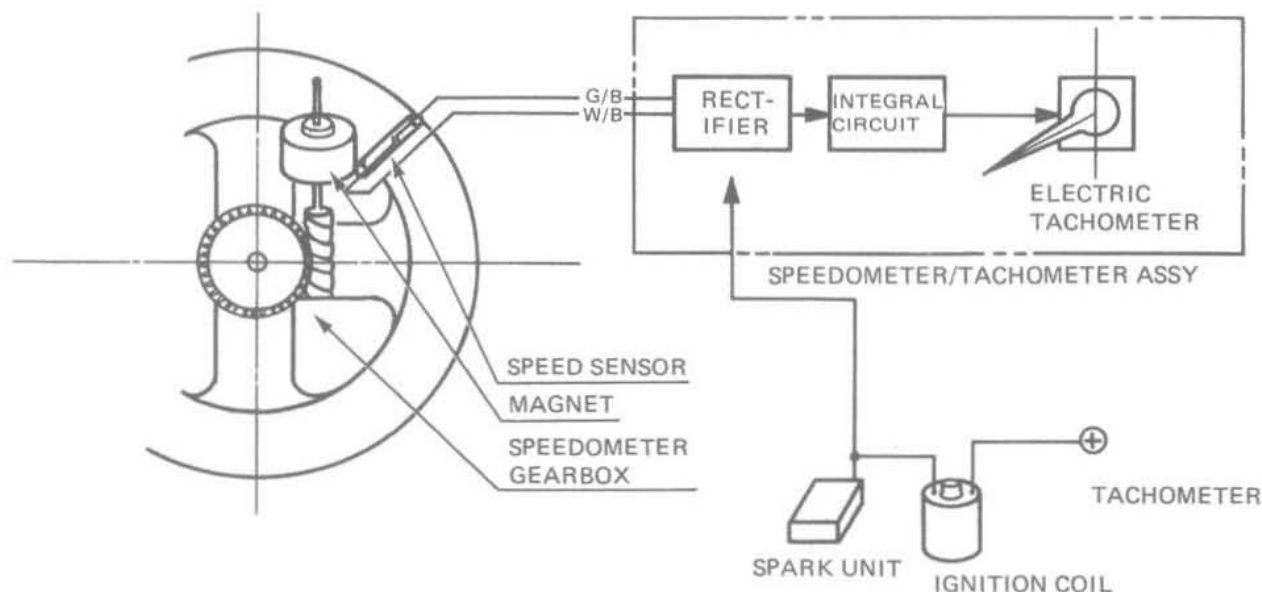 G/B
W/B
RECT-
IFIER
INTEGRAL
CIRCUIT
ELECTRIC
TACHOMETER
SPEEDOMETER/TACHOMETER ASSY
SPEED SENSOR
MAGNET
SPEEDOMETER
GEARBOX
TACHOMETER
SPARK UNIT
IGNITION COIL